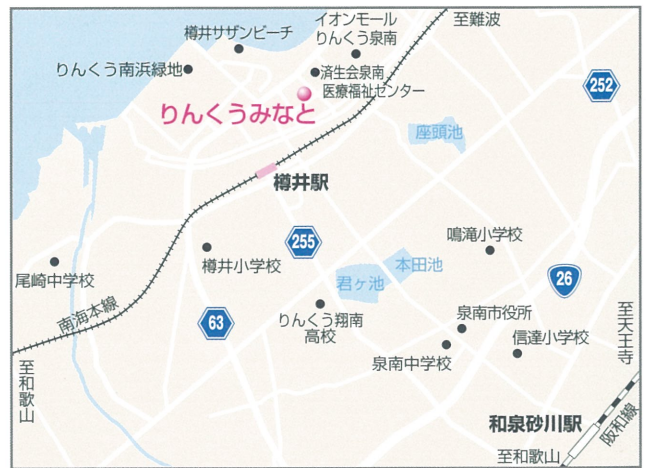 イオンモール
りんくう泉南
至難波
樽井サザンビーチ
りんくう南浜緑地
済生会泉南
医療福祉センター
252
りんくうみなと
座頭池
樽井駅
255
鳴滝小学校
樽井小学校
本田池
尾崎中学校
君ヶ池
26
南海本線
63
りんくう翔南
高校
泉南市役所
信達小学校
泉南中学校
至天王寺
至和歌山
和泉砂川駅
阪和線
至和歌山